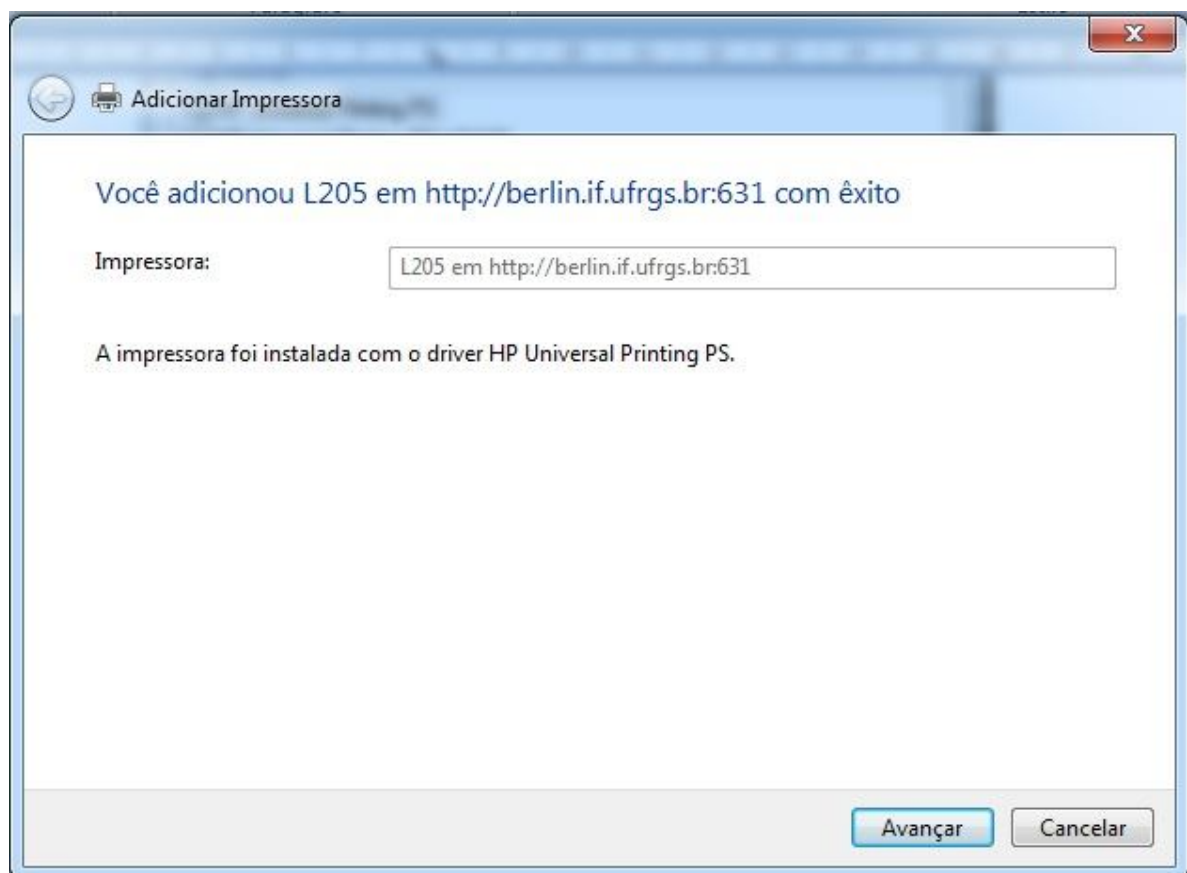 Adicionar Impressora
Você adicionou L205 em http://berlin.if.ufrgs.br:631 com êxito
Impressora: L205 em http://berlin.if.ufrgs.br:631
A impressora foi instalada com o driver HP Universal Printing PS.
Avançar Cancelar